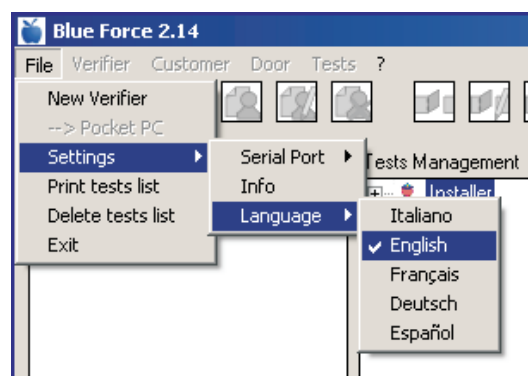 Blue Force 2.14
File Verifier Customer Door Tests ?
New Verifier
--> Pocket PC
Settings
Print tests list
Delete tests list
Exit
Serial Port
Info
Language
Tests Management
Installer
Italiano
English
Français
Deutsch
Español